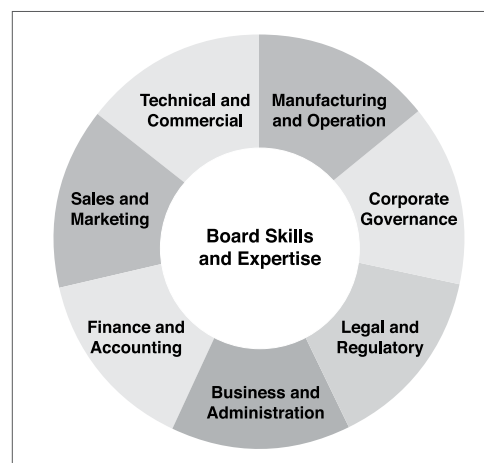 Technical and
Commercial
Manufacturing
and Operation
Sales and
Marketing
Corporate
Governance
Board Skills
and Expertise
Finance and
Accounting
Legal and
Regulatory
Business and
Administration